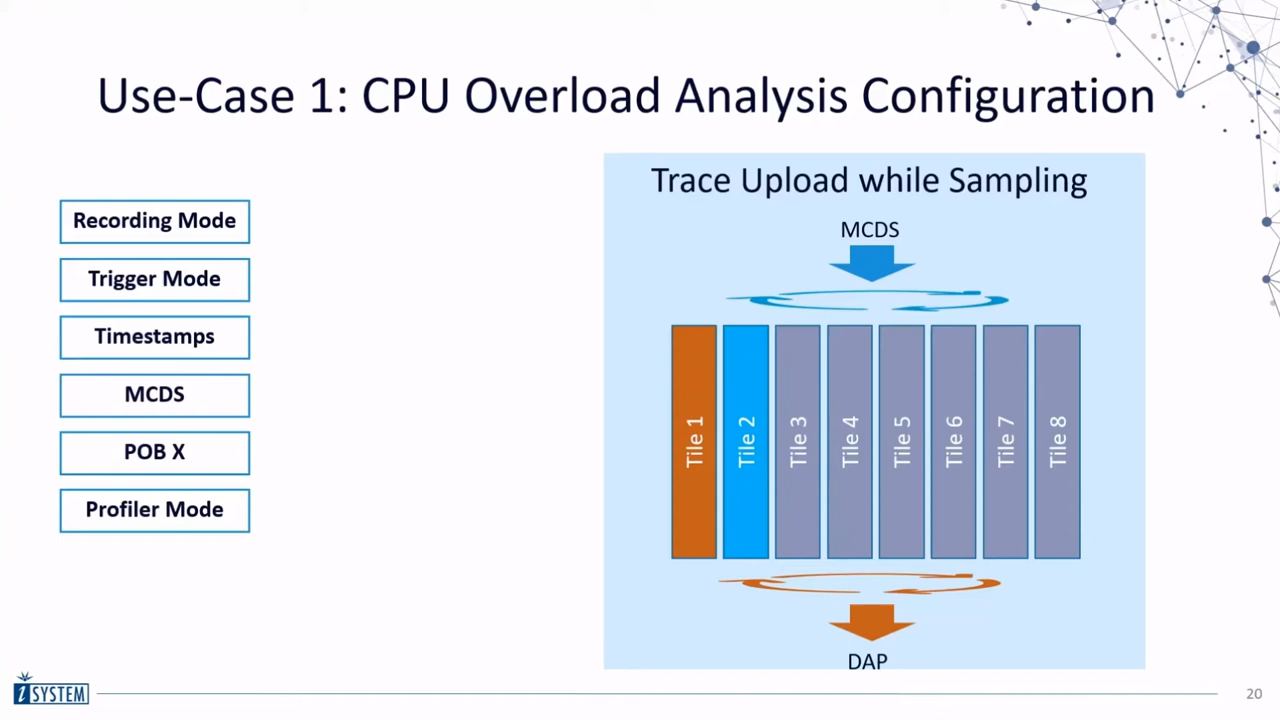 Use-Case 1: CPU Overload Analysis Configuration
Recording Mode
Trigger Mode
Timestamps
MCDS
POB X
Profiler Mode
Trace Upload while Sampling
MCDS
Tile 1
Tile 2
Tile 3
Tile 4
Tile 5
Tile 6
Tile 7
Tile 8
DAP
iSYSTEM
20